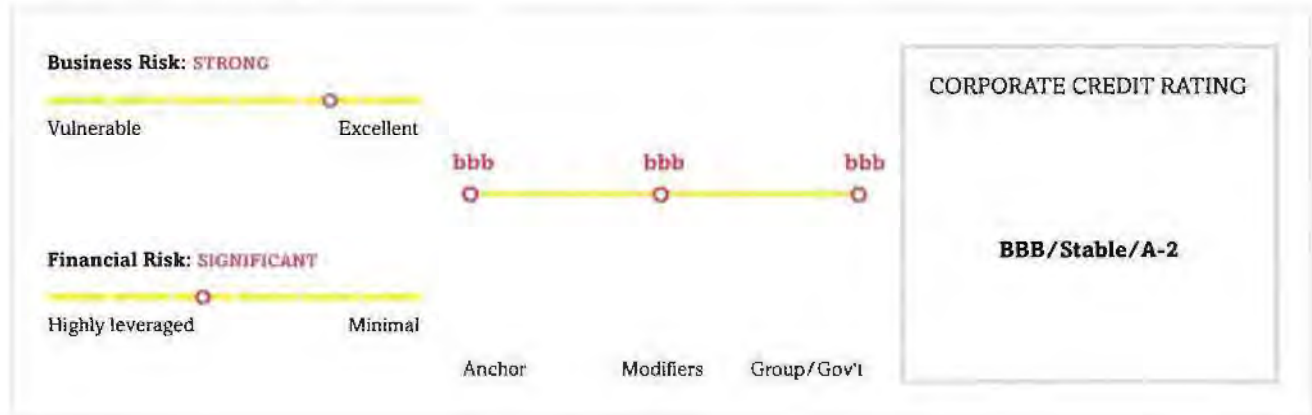 Business Risk: STRONG
Vulnerable Excellent
Financial Risk: SIGNIFICANT
Highly leveraged Minimal
bbb bbb bbb
Anchor Modifiers Group/Gov't
CORPORATE CREDIT RATING
BBB/Stable/A-2